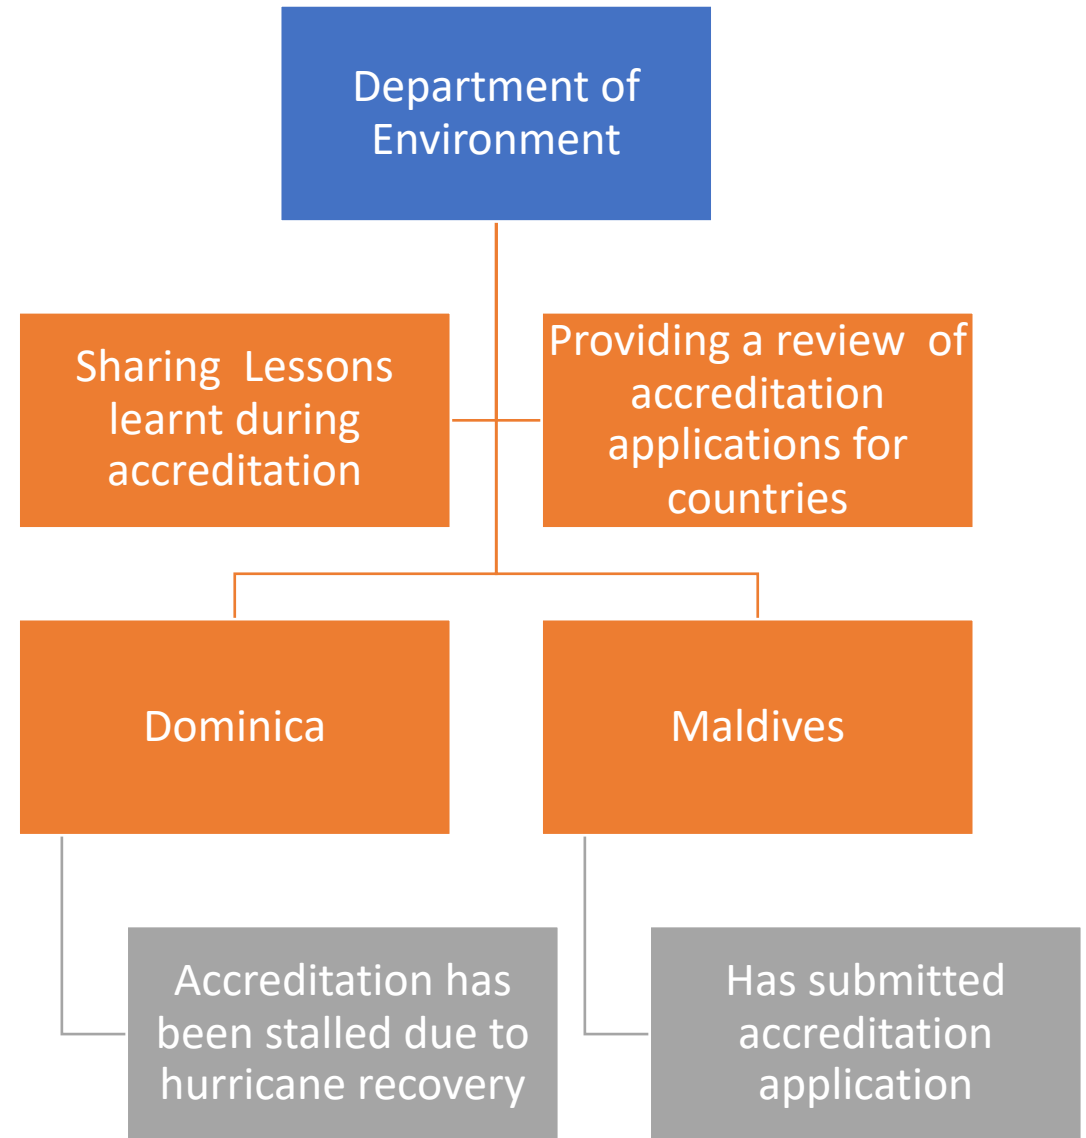 Department of
Environment
Sharing  Lessons
learnt during
accreditation
Providing a review  of
accreditation
applications for
countries
Dominica
Maldives
Accreditation has
been stalled due to
hurricane recovery
Has submitted
accreditation
application